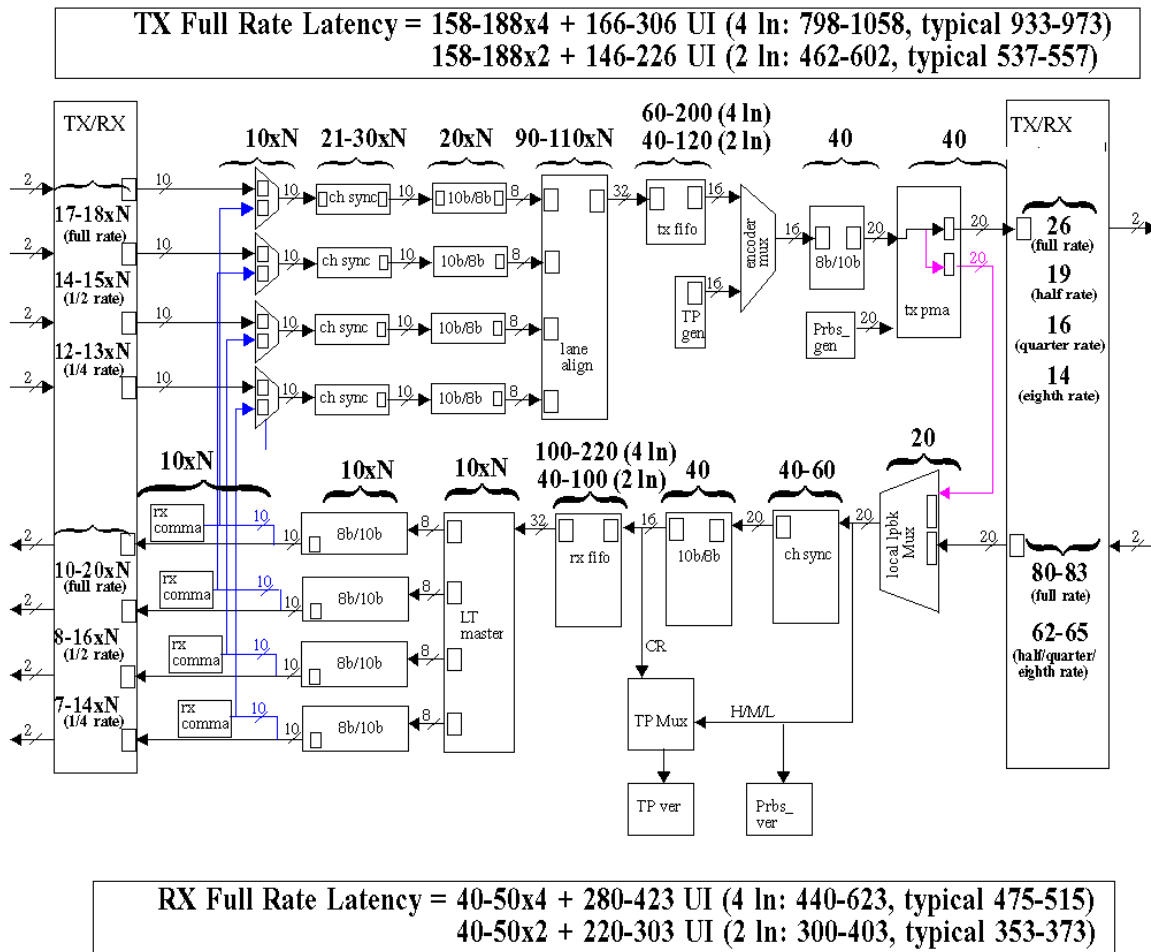 TX Full Rate Latency = 158-188x4 + 166-306 UI (4 ln: 798-1058, typical 933-973)
158-188x2 + 146-226 UI (2 ln: 462-602, typical 537-557)
TX/RX
10xN
21-30xN
20xN
90-110xN
60-200 (4 ln)
40-120 (2 ln)
40
40
TX/RX
2
10
10
ch sync
10
10b/8b
8
32
tx fifo
16
encoder mux
16
8b/10b
20
20
2
17-18xN
(full rate)
26
(full rate)
2
10
10
ch sync
10
10b/8b
8
TP gen
16
tx pma
20
14-15xN
(1/2 rate)
19
(half rate)
2
10
10
ch sync
10
10b/8b
8
lane align
Prbs_gen
20
16
(quarter rate)
12-13xN
(1/4 rate)
14
(eighth rate)
2
10
10
ch sync
10
10b/8b
8
10xN
10xN
10xN
100-220 (4 ln)
40-100 (2 ln)
40
40-60
20
2
rx comma
10
10
8b/10b
8
32
rx fifo
16
10b/8b
20
ch sync
20
local lpbk Mux
20
2
10-20xN
(full rate)
80-83
(full rate)
2
rx comma
10
10
8b/10b
8
LT master
8-16xN
(1/2 rate)
62-65
(half/quarter/
eighth rate)
2
rx comma
10
10
8b/10b
8
CR
7-14xN
(1/4 rate)
2
rx comma
10
10
8b/10b
8
TP Mux
H/M/L
TP ver
Prbs_
ver
RX Full Rate Latency = 40-50x4 + 280-423 UI (4 ln: 440-623, typical 475-515)
40-50x2 + 220-303 UI (2 ln: 300-403, typical 353-373)